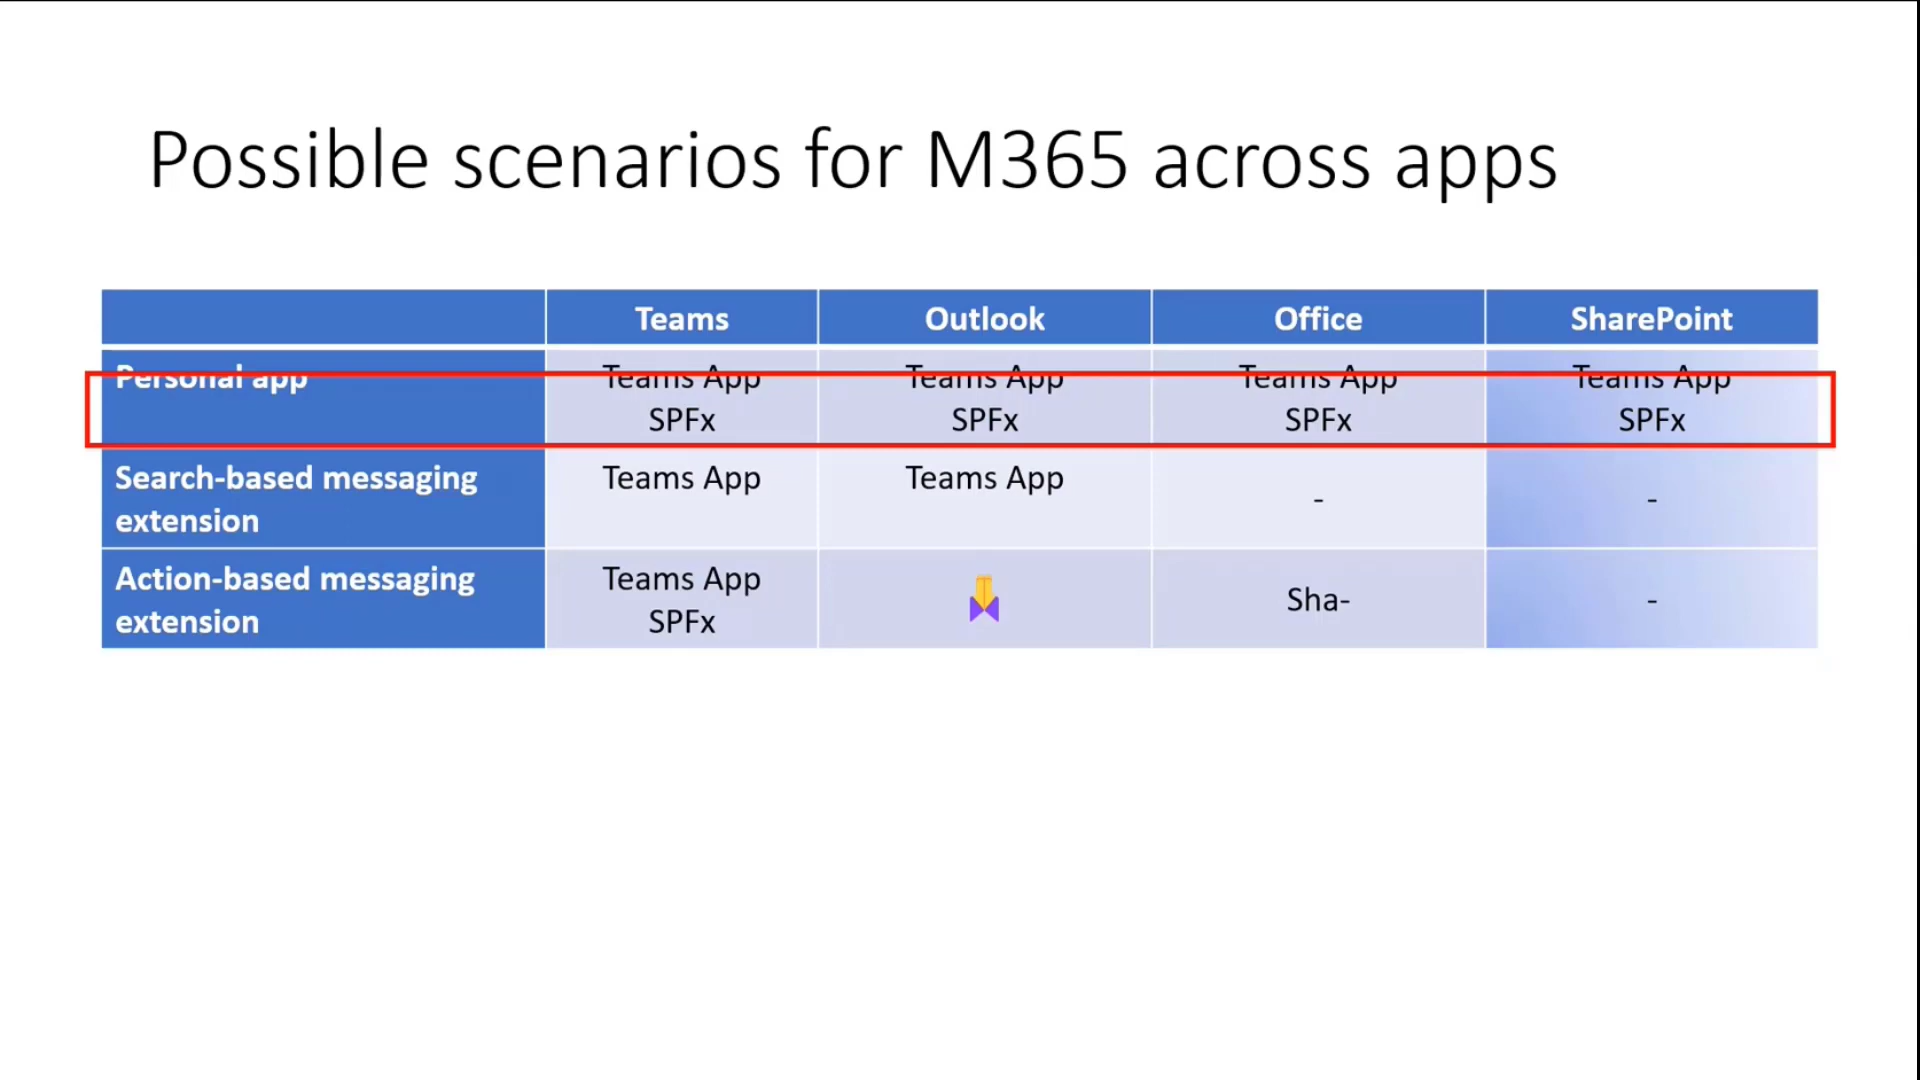 Possible scenarios for M365 across apps
Teams Outlook Office SharePoint
Personal app Teams App Teams App Teams App Teams App
SPFx SPFx SPFx SPFx
Search-based messaging Teams App Teams App
extension - -
Action-based messaging Teams App
Sha- -
extension SPFx